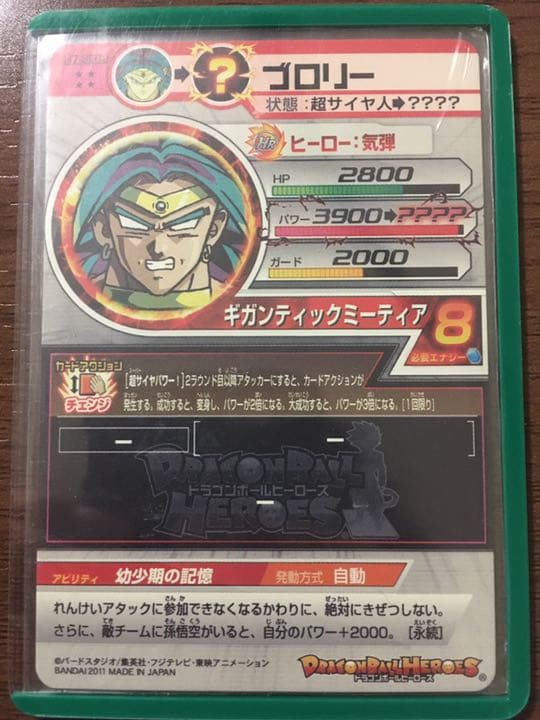 ★★
★★
?
ブロリー
状態:超サイヤ人➡????
HR ヒーロー:気弾
HP 2800
パワー 3900➡????
ガード 2000
ギガンティックミーティア 8
必要エナジー
カードアクション
チェンジ
[超サイヤパワー!]2ラウンド目以降アタッカーにすると、カードアクションが
発生する。成功すると、変身し、パワーが2倍になる。大成功すると、パワーが3倍になる。[1回限り]
DRAGONBALL
ドラゴンボールヒーローズ
HEROES
アビリティ 幼少期の記憶 発動方式 自動
れんけいアタックに参加できなくなるかわりに、絶対にきぜつしない。
さらに、敵チームに孫悟空がいると、自分のパワー+2000。 [永続]
©バードスタジオ/集英社・フジテレビ・東映アニメーション
BANDAI 2011 MADE IN JAPAN
DRAGONBALL HEROES®
ドラゴンボールヒーローズ